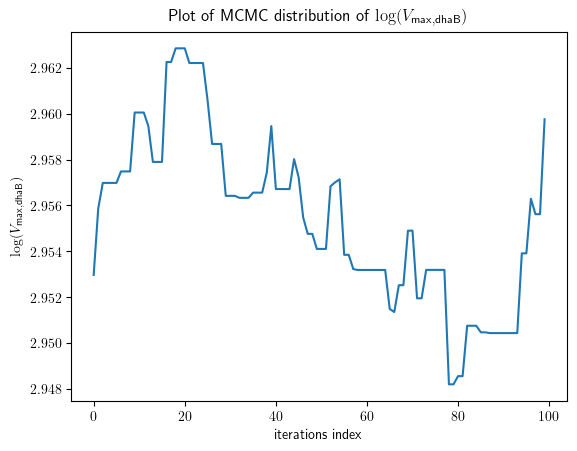 Plot of MCMC distribution of log(V_max,dhaB)
log(V_max,dhaB)
2.962
2.960
2.958
2.956
2.954
2.952
2.950
2.948
0 20 40 60 80 100
iterations index